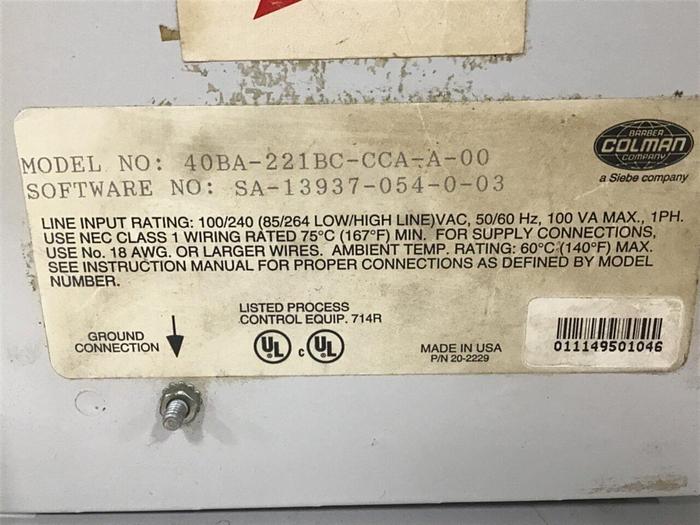 BARBER
COLMAN
COMPANY
a Siebe company
MODEL NO: 40BA-221BC-CCA-A-00
SOFTWARE NO: SA-13937-054-0-03
LINE INPUT RATING: 100/240 (85/264 LOW/HIGH LINE)VAC, 50/60 Hz, 100 VA MAX., 1PH.
USE NEC CLASS 1 WIRING RATED 75°C (167°F) MIN. FOR SUPPLY CONNECTIONS,
USE No. 18 AWG. OR LARGER WIRES. AMBIENT TEMP. RATING: 60°C (140°F) MAX.
SEE INSTRUCTION MANUAL FOR PROPER CONNECTIONS AS DEFINED BY MODEL
NUMBER.
GROUND
CONNECTION
LISTED PROCESS
CONTROL EQUIP. 714R
UL c UL
MADE IN USA
P/N 20-2229
011149501046